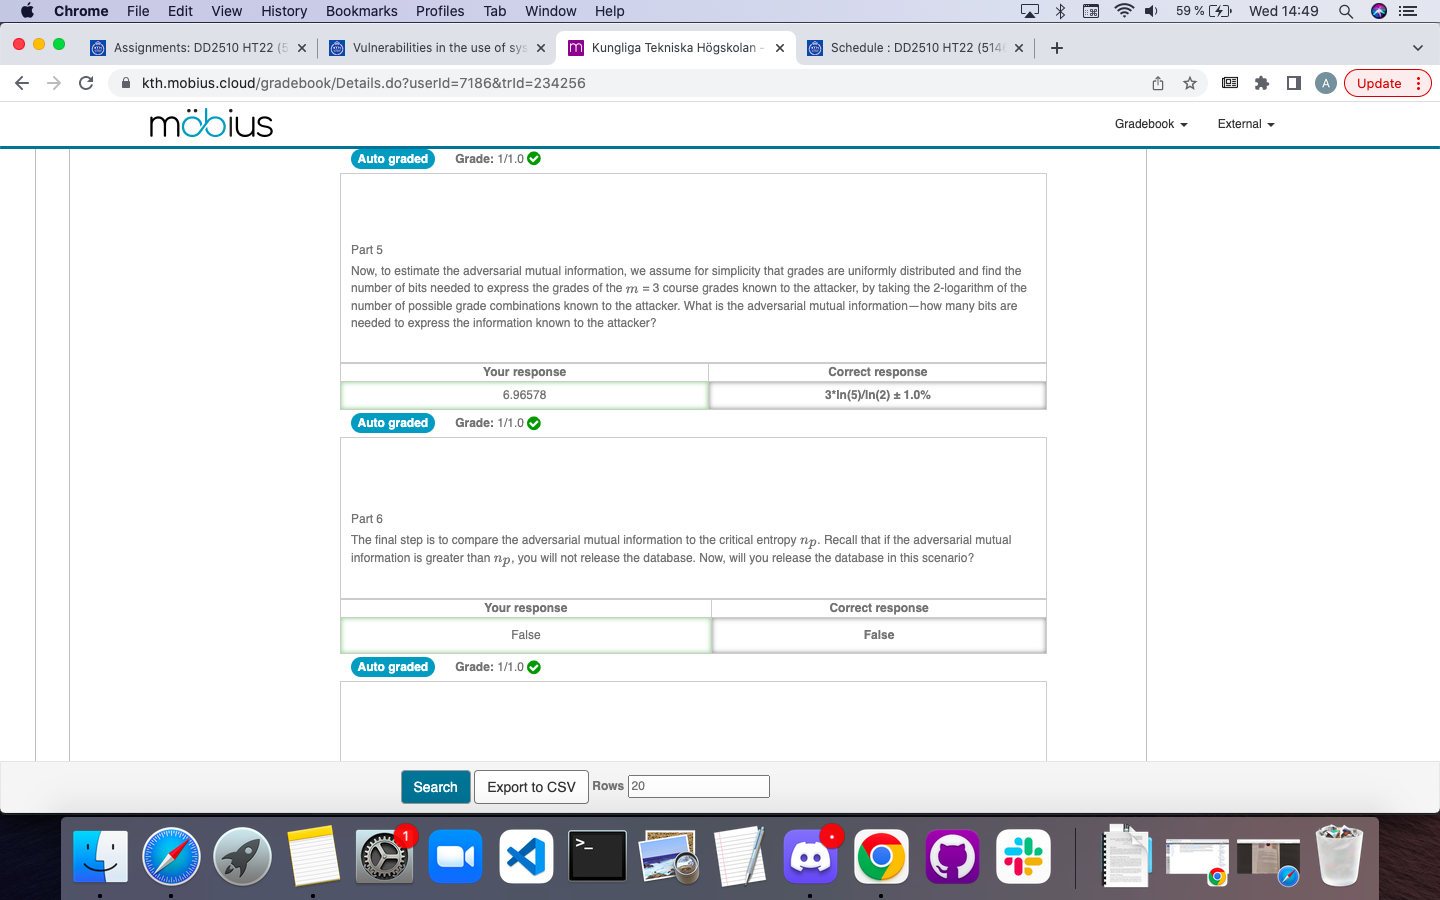 Chrome File Edit View History Bookmarks Profiles Tab Window Help 59 % Wed 14:49
Assignments: DD2510 HT22 (5 Vulnerabilities in the use of sys Kungliga Tekniska Högskolan - Schedule : DD2510 HT22 (514
kth.mobius.cloud/gradebook/Details.do?userId=7186&trId=234256 A Update
möbius Gradebook External
Auto graded Grade: 1/1.0
Part 5
Now, to estimate the adversarial mutual information, we assume for simplicity that grades are uniformly distributed and find the
number of bits needed to express the grades of the m = 3 course grades known to the attacker, by taking the 2-logarithm of the
number of possible grade combinations known to the attacker. What is the adversarial mutual information—how many bits are
needed to express the information known to the attacker?
Your response Correct response
6.96578 3*ln(5)/ln(2) ± 1.0%
Auto graded Grade: 1/1.0
Part 6
The final step is to compare the adversarial mutual information to the critical entropy np. Recall that if the adversarial mutual
information is greater than np, you will not release the database. Now, will you release the database in this scenario?
Your response Correct response
False False
Auto graded Grade: 1/1.0
Search Export to CSV Rows 20
1
>_